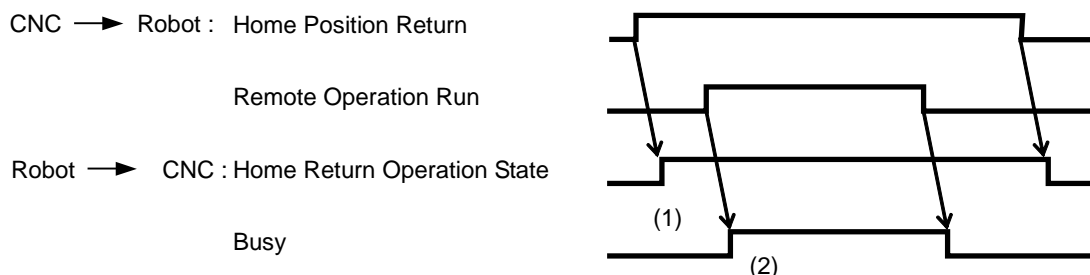 CNC → Robot : Home Position Return
Remote Operation Run
Robot → CNC : Home Return Operation State
(1)
Busy
(2)